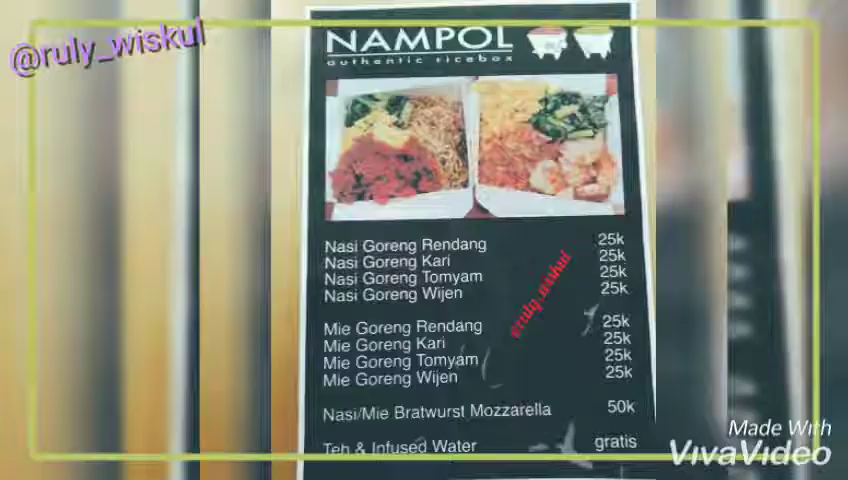 @ruly_wiskul
NAMPOL
authentic ricebox
Nasi Goreng Rendang 25k
Nasi Goreng Kari 25k
Nasi Goreng Tomyam 25k
Nasi Goreng Wijen 25k
@ruly_wiskul
Mie Goreng Rendang 25k
Mie Goreng Kari 25k
Mie Goreng Tomyam 25k
Mie Goreng Wijen 25k
Nasi/Mie Bratwurst Mozzarella 50k
Teh & Infused Water gratis
Made With
VivaVideo